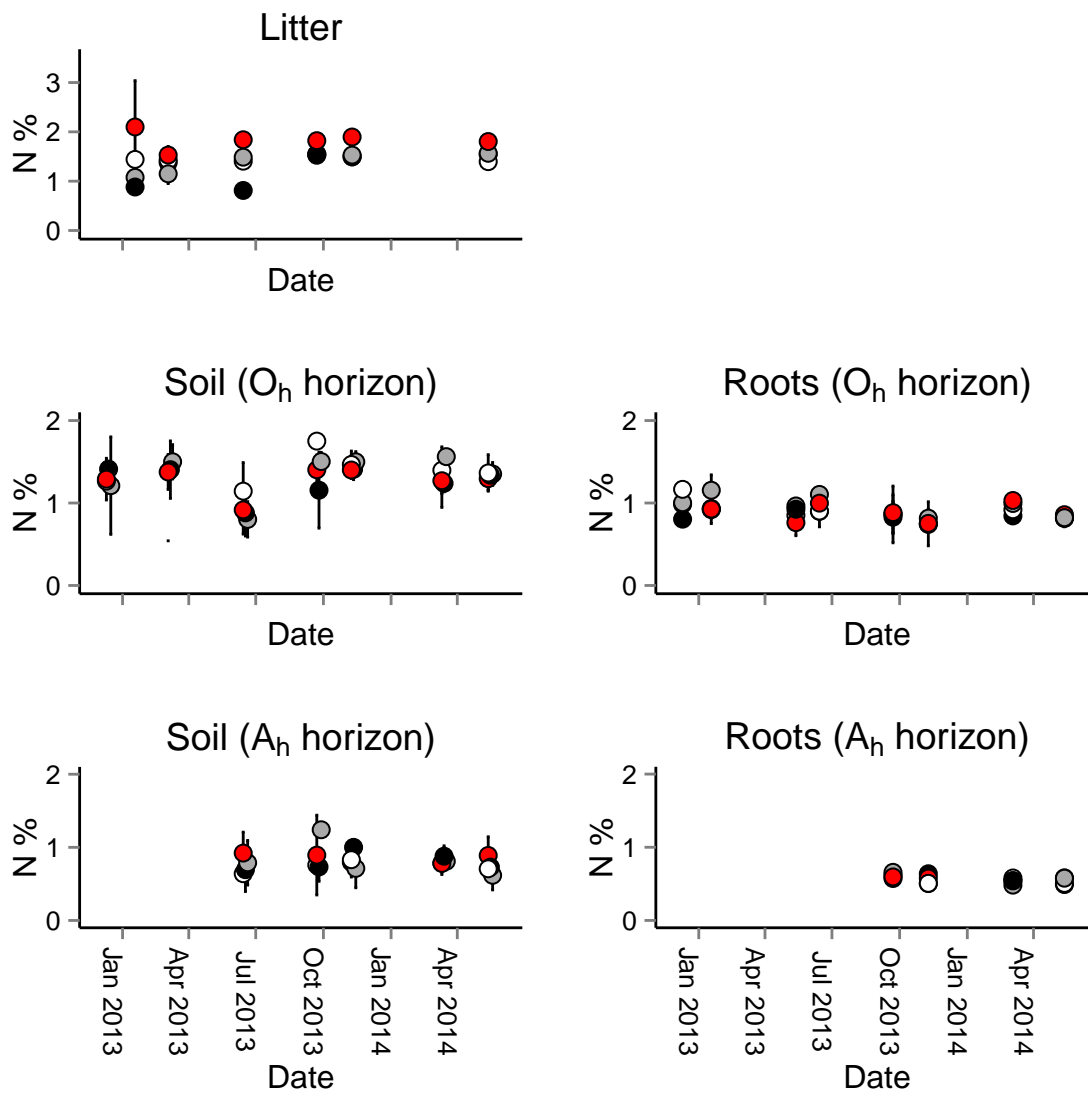 Litter
N %
3
2
1
0
Date
Soil (Oh horizon)
N %
2
1
0
Date
Roots (Oh horizon)
N %
2
1
0
Date
Soil (Ah horizon)
N %
2
1
0
Jan 2013
Apr 2013
Jul 2013
Oct 2013
Jan 2014
Apr 2014
Date
Roots (Ah horizon)
N %
2
1
0
Jan 2013
Apr 2013
Jul 2013
Oct 2013
Jan 2014
Apr 2014
Date